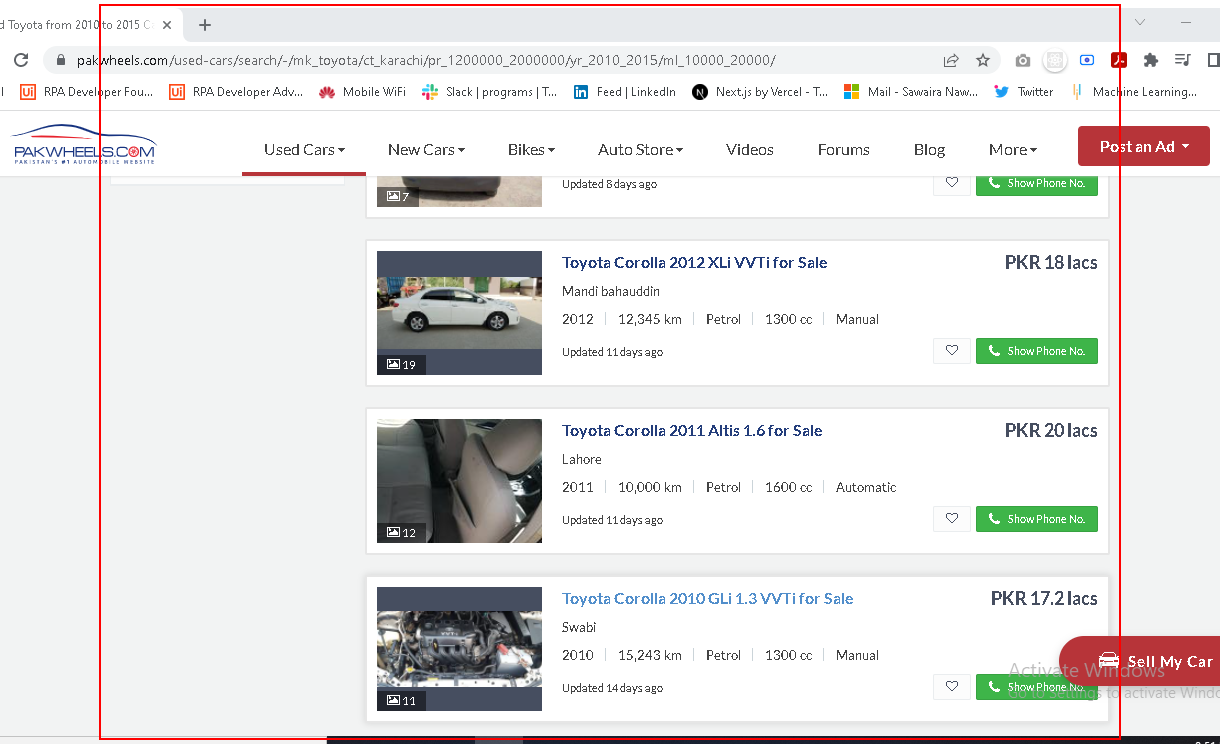 d Toyota from 2010 to 2015 C
pakwheels.com/used-cars/search/-/mk_toyota/ct_karachi/pr_1200000_2000000/yr_2010_2015/ml_10000_20000/
RPA Developer Fou... RPA Developer Adv... Mobile WiFi Slack | programs | T... Feed | LinkedIn Next.js by Vercel - T... Mail - Sawaira Naw... Twitter Machine Learning...
PAKWHEELS.COM
PAKISTAN'S #1 AUTOMOBILE WEBSITE
Used Cars New Cars Bikes Auto Store Videos Forums Blog More Post an Ad
7
Updated 8 days ago
Show Phone No.
Toyota Corolla 2012 XLi VVTi for Sale PKR 18 lacs
Mandi bahauddin
2012 12,345 km Petrol 1300 cc Manual
Updated 11 days ago Show Phone No.
19
Toyota Corolla 2011 Altis 1.6 for Sale PKR 20 lacs
Lahore
2011 10,000 km Petrol 1600 cc Automatic
Updated 11 days ago Show Phone No.
12
Toyota Corolla 2010 GLi 1.3 VVTi for Sale PKR 17.2 lacs
Swabi
2010 15,243 km Petrol 1300 cc Manual
Sell My Car
Activate Windows
Updated 14 days ago Show Phone No.
Go to Settings to activate Windo
11